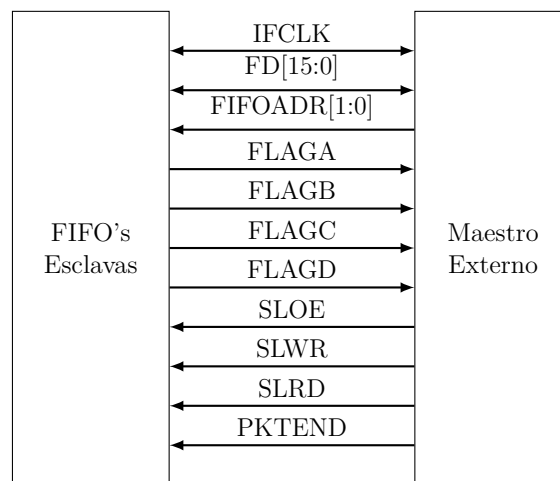 IFCLK
FD[15:0]
FIFOADR[1:0]
FLAGA
FLAGB
FLAGC
FLAGD
SLOE
SLWR
SLRD
PKTEND
FIFO's
Esclavas
Maestro
Externo